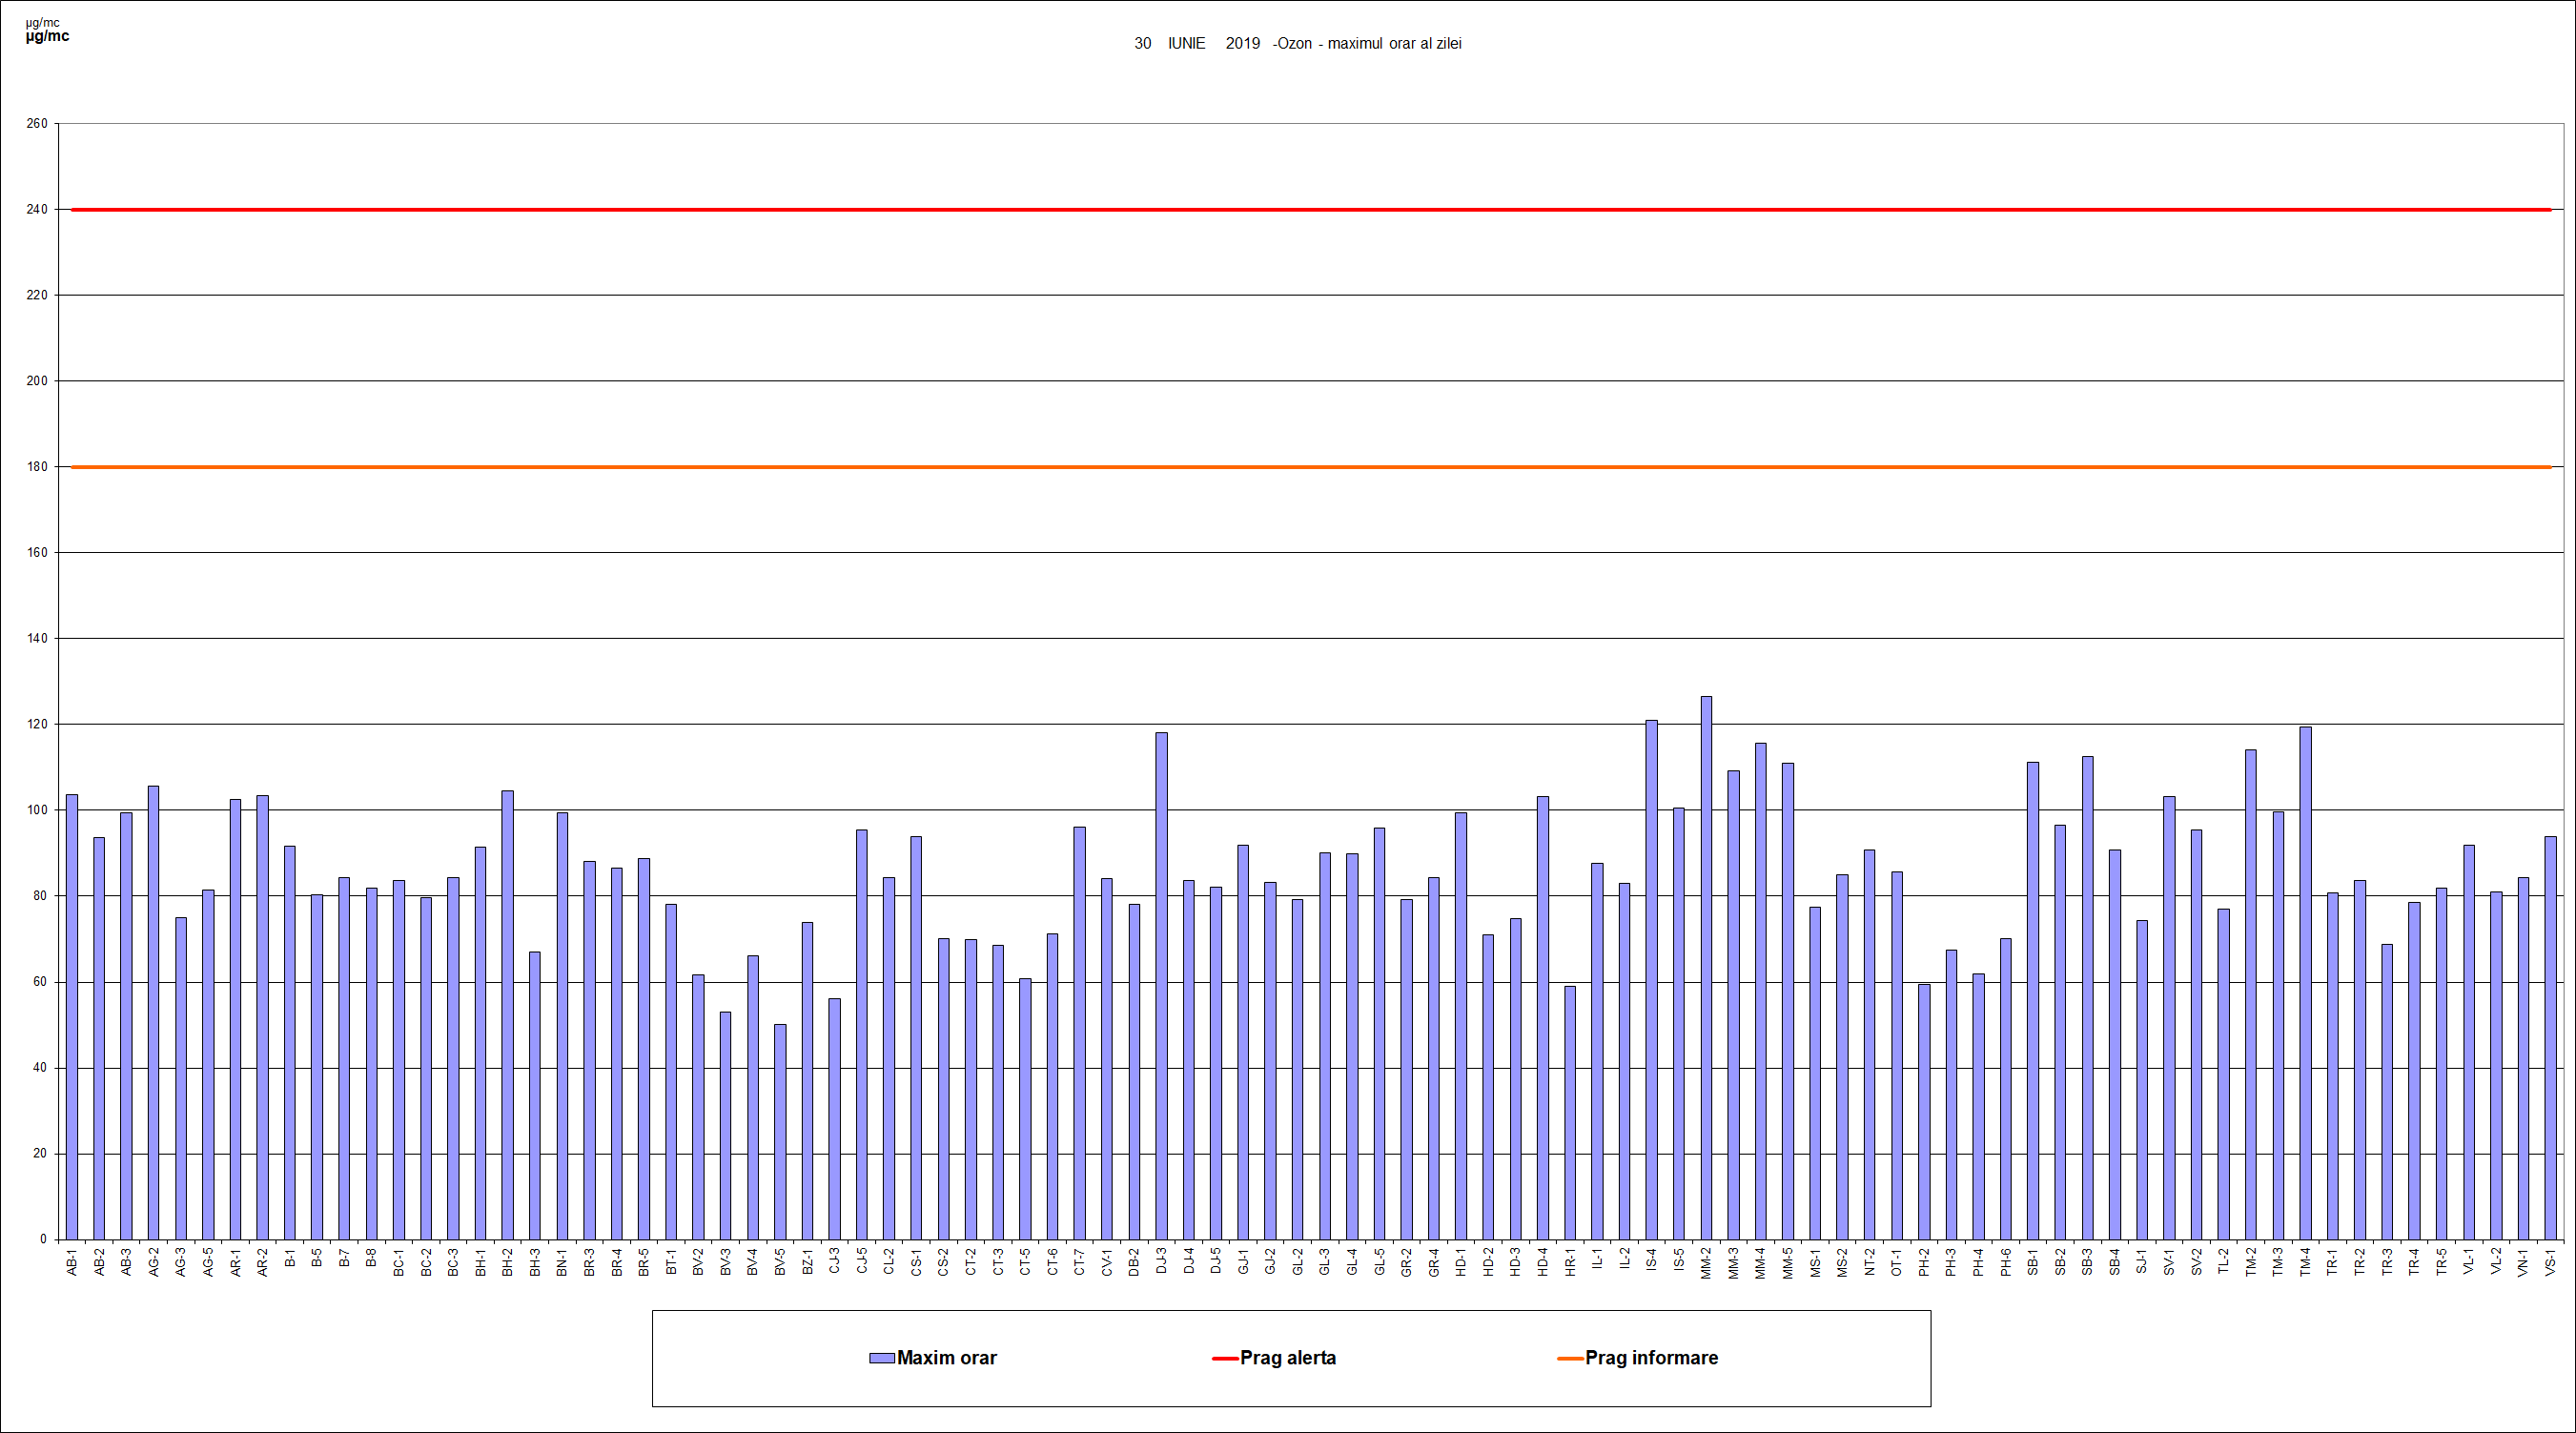 µg/mc
µg/mc
30 IUNIE 2019 -Ozon - maximul orar al zilei
260
240
220
200
180
160
140
120
100
80
60
40
20
0
AB-1 AB-2 AB-3 AG-2 AG-3 AG-5 AR-1 AR-2 B-1 B-5 B-7 B-8 BC-1 BC-2 BC-3 BH-1 BH-2 BH-3 BN-1 BR-3 BR-4 BR-5 BT-1 BV-2 BV-3 BV-4 BV-5 BZ-1 CJ-3 CJ-5 CL-2 CS-1 CS-2 CT-2 CT-3 CT-5 CT-6 CT-7 CV-1 DB-2 DJ-3 DJ-4 DJ-5 GJ-1 GJ-2 GL-2 GL-3 GL-4 GL-5 GR-2 GR-4 HD-1 HD-2 HD-3 HD-4 HR-1 IL-1 IL-2 IS-4 IS-5 MM-2 MM-3 MM-4 MM-5 MS-1 MS-2 NT-2 OT-1 PH-2 PH-3 PH-4 PH-6 SB-1 SB-2 SB-3 SB-4 SJ-1 SV-1 SV-2 TL-2 TM-2 TM-3 TM-4 TR-1 TR-2 TR-3 TR-4 TR-5 VL-1 VL-2 VN-1 VS-1
Maxim orar Prag alerta Prag informare